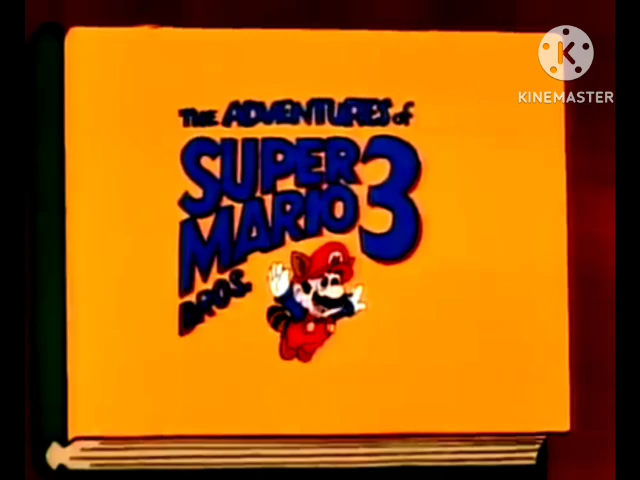 THE ADVENTURES of
SUPER
MARIO 3
BROS.
K
KINEMASTER